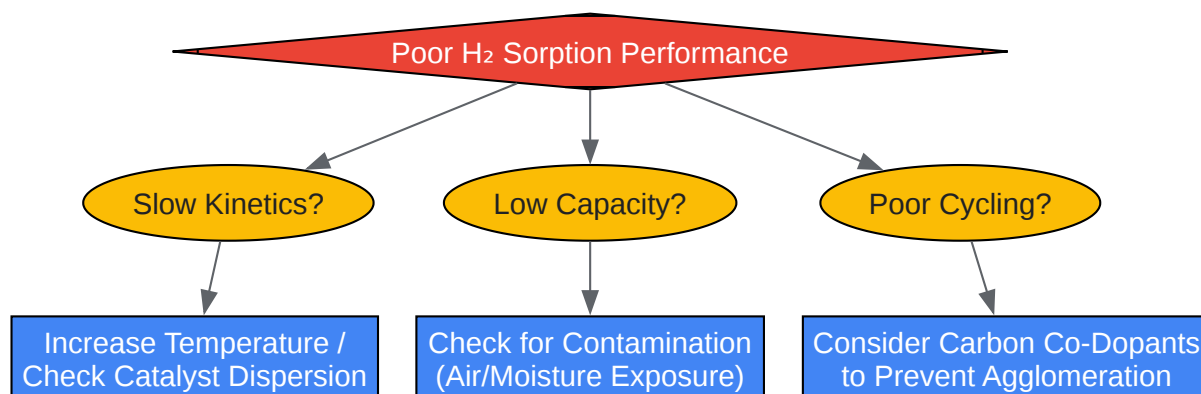 Poor H₂ Sorption Performance
Slow Kinetics?
Low Capacity?
Poor Cycling?
Increase Temperature /
Check Catalyst Dispersion
Check for Contamination
(Air/Moisture Exposure)
Consider Carbon Co-Dopants
to Prevent Agglomeration